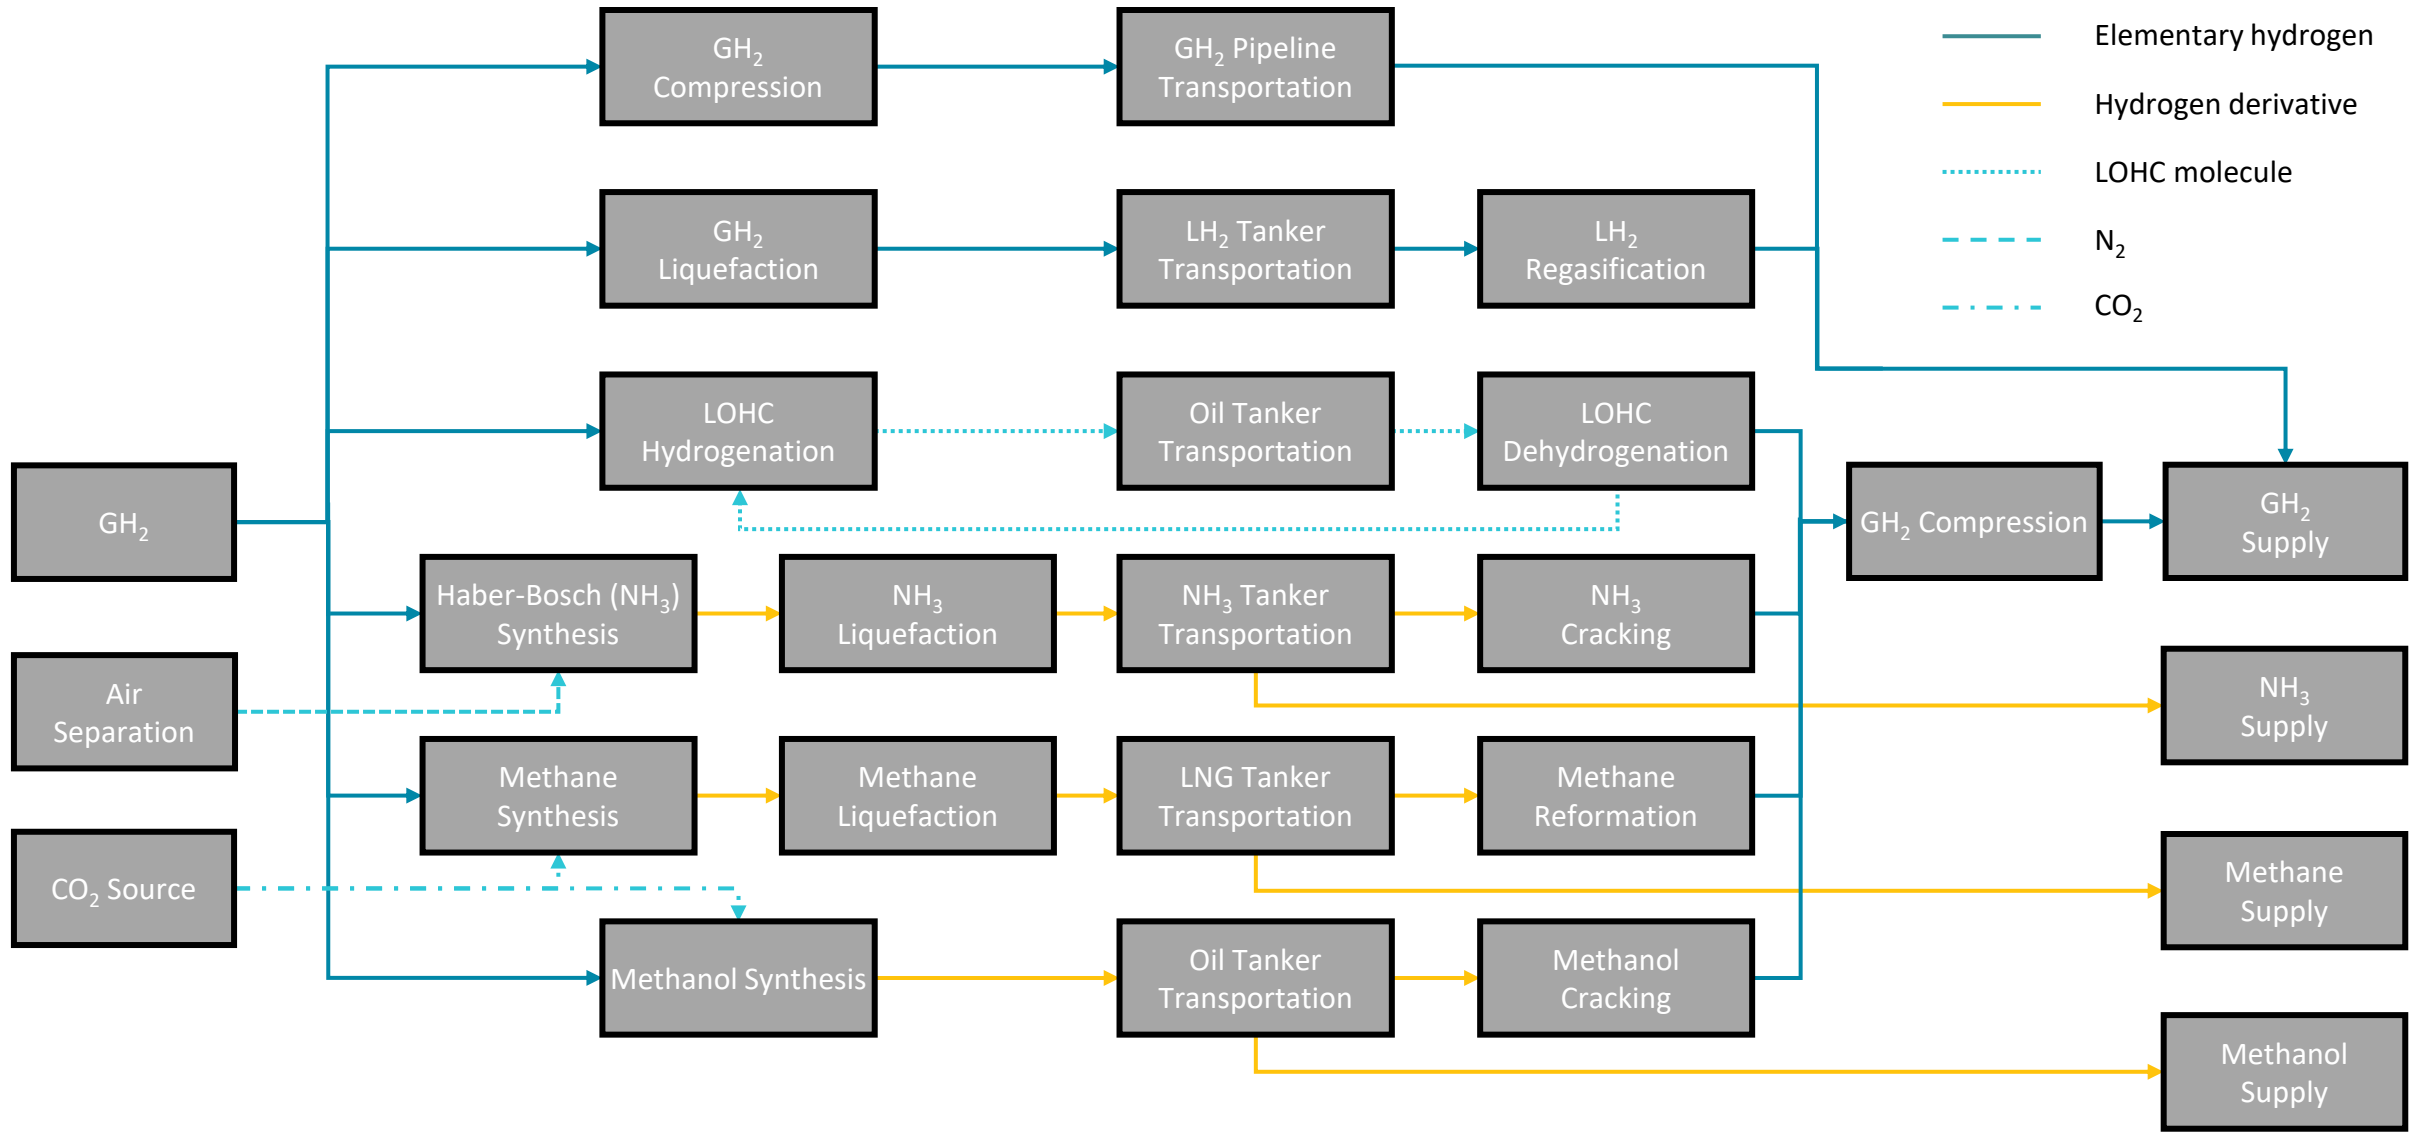 GH₂
Compression
GH₂ Pipeline
Transportation
Elementary hydrogen
Hydrogen derivative
LOHC molecule
N₂
CO₂
GH₂
Liquefaction
LH₂ Tanker
Transportation
LH₂
Regasification
LOHC
Hydrogenation
Oil Tanker
Transportation
LOHC
Dehydrogenation
GH₂
GH₂ Compression
GH₂
Supply
Haber-Bosch (NH₃)
Synthesis
NH₃
Liquefaction
NH₃ Tanker
Transportation
NH₃
Cracking
Air
Separation
NH₃
Supply
Methane
Synthesis
Methane
Liquefaction
LNG Tanker
Transportation
Methane
Reformation
CO₂ Source
Methane
Supply
Methanol Synthesis
Oil Tanker
Transportation
Methanol
Cracking
Methanol
Supply